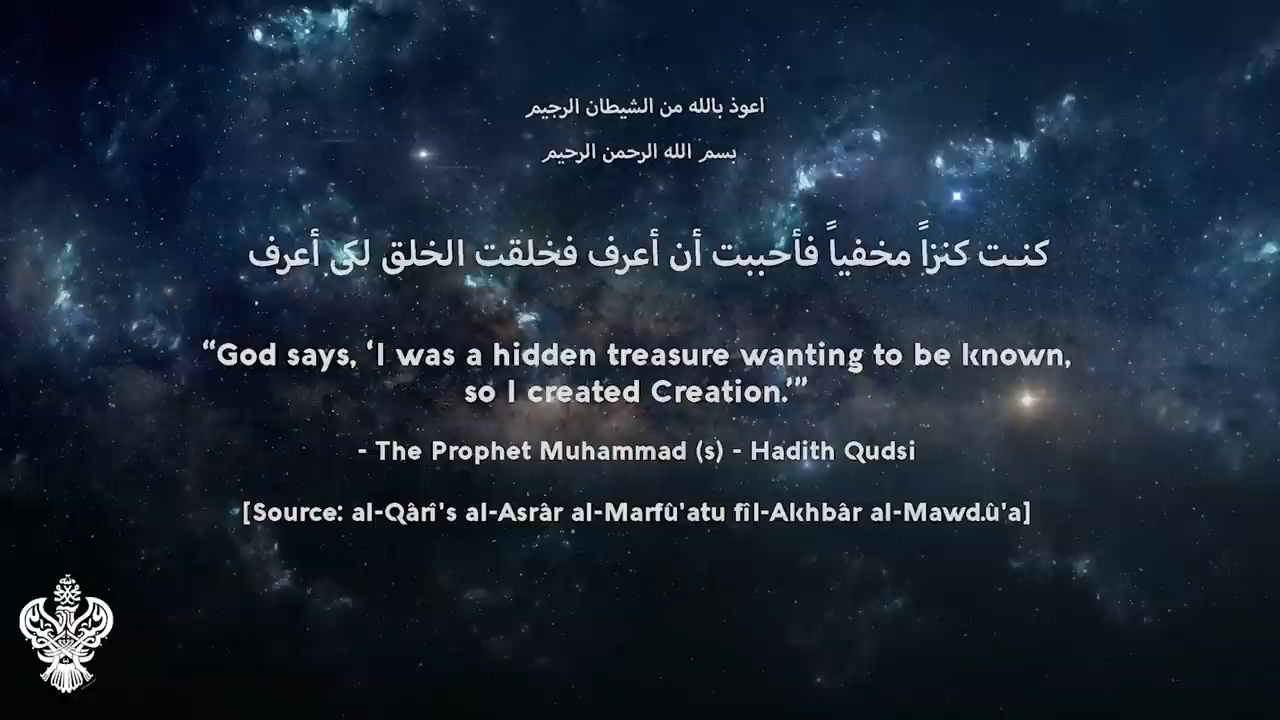 اعوذ بالله من الشيطان الرجيم
بسم الله الرحمن الرحيم
كنت كنزاً مخفياً فأحببت أن أعرف فخلقت الخلق لكى أعرف
“God says, ‘I was a hidden treasure wanting to be known,
so I created Creation.’”
- The Prophet Muhammad (s) - Hadith Qudsi
[Source: al-Qârî's al-Asrâr al-Marfû'atu fîl-Akhbâr al-Mawd.û'a]